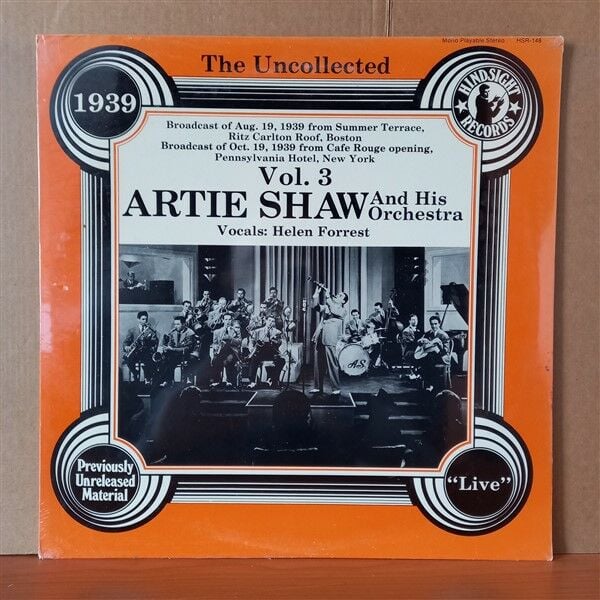 Mono Playable Stereo HSR-148
The Uncollected
1939
HINDSIGHT
RECORDS
Broadcast of Aug. 19, 1939 from Summer Terrace,
Ritz Carlton Roof, Boston
Broadcast of Oct. 19, 1939 from Cafe Rouge opening,
Pennsylvania Hotel, New York
Vol. 3
ARTIE SHAW And His
Orchestra
Vocals: Helen Forrest
A.S.
Previously
Unreleased
Material
"Live"